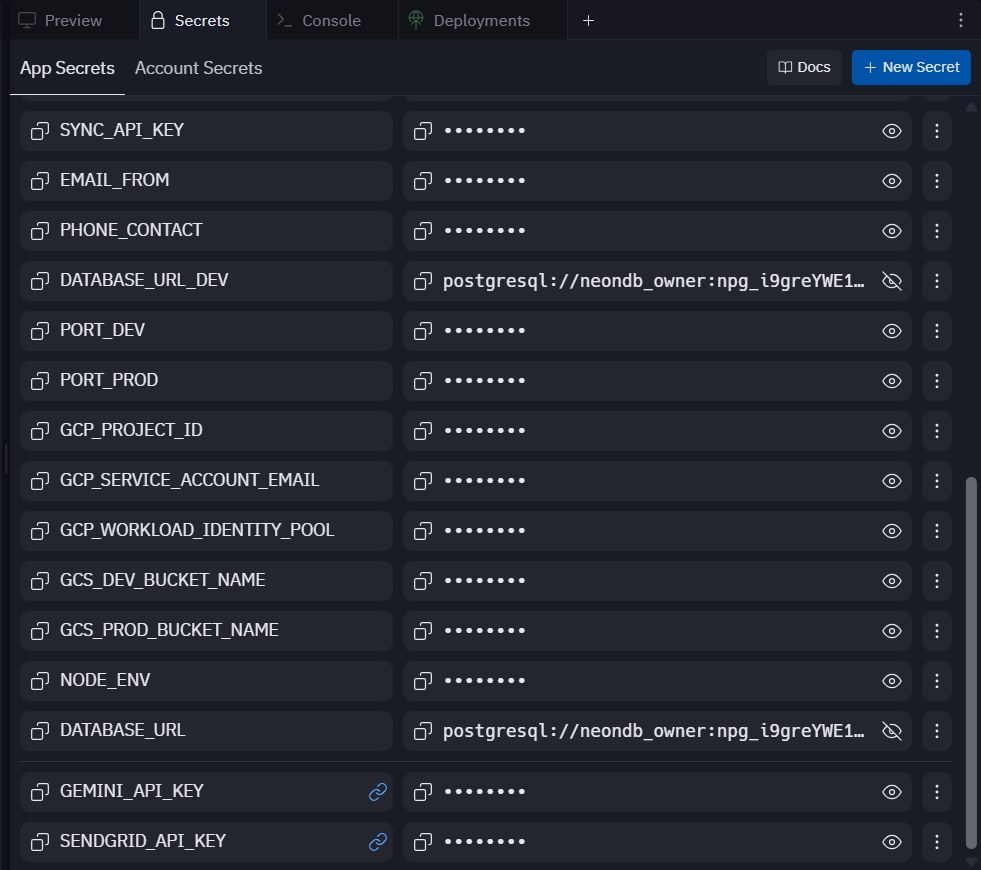 Preview Secrets Console Deployments
App Secrets Account Secrets Docs New Secret
SYNC_API_KEY ••••••••
EMAIL_FROM ••••••••
PHONE_CONTACT ••••••••
DATABASE_URL_DEV postgresql://neondb_owner:npg_i9greYWE1…
PORT_DEV ••••••••
PORT_PROD ••••••••
GCP_PROJECT_ID ••••••••
GCP_SERVICE_ACCOUNT_EMAIL ••••••••
GCP_WORKLOAD_IDENTITY_POOL ••••••••
GCS_DEV_BUCKET_NAME ••••••••
GCS_PROD_BUCKET_NAME ••••••••
NODE_ENV ••••••••
DATABASE_URL postgresql://neondb_owner:npg_i9greYWE1…
GEMINI_API_KEY ••••••••
SENDGRID_API_KEY ••••••••